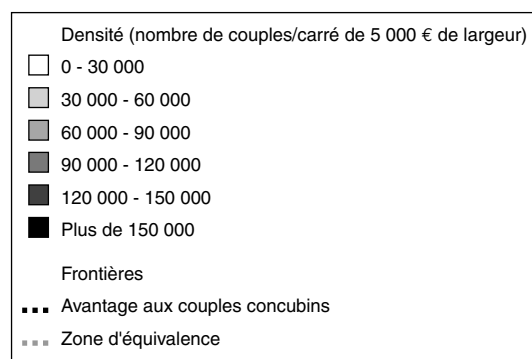 Densité (nombre de couples/carré de 5 000 € de largeur)
0 - 30 000
30 000 - 60 000
60 000 - 90 000
90 000 - 120 000
120 000 - 150 000
Plus de 150 000
Frontières
Avantage aux couples concubins
Zone d'équivalence